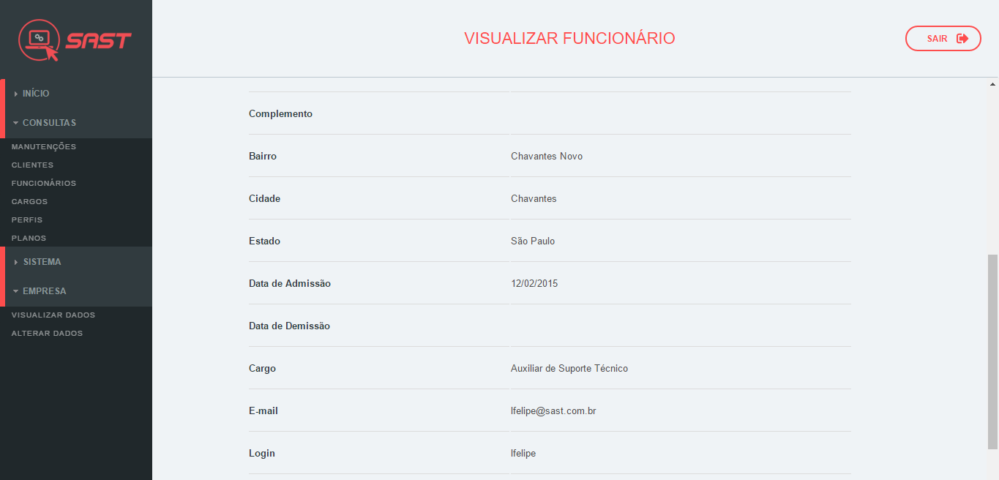 SAST
INÍCIO
CONSULTAS
MANUTENÇÕES
CLIENTES
FUNCIONÁRIOS
CARGOS
PERFIS
PLANOS
SISTEMA
EMPRESA
VISUALIZAR DADOS
ALTERAR DADOS
VISUALIZAR FUNCIONÁRIO
SAIR
Complemento
Bairro Chavantes Novo
Cidade Chavantes
Estado São Paulo
Data de Admissão 12/02/2015
Data de Demissão
Cargo Auxiliar de Suporte Técnico
E-mail lfelipe@sast.com.br
Login lfelipe